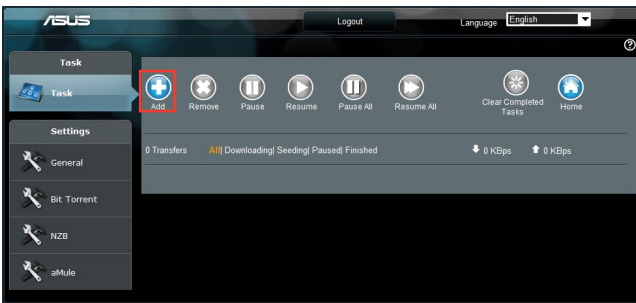 ASUS
Logout
Language English
Task
Task
Add Remove Pause Resume Pause All Resume All Clear Completed Tasks Home
0 Transfers All| Downloading| Seeding| Paused| Finished 0 KBps 0 KBps
Settings
General
Bit Torrent
NZB
aMule